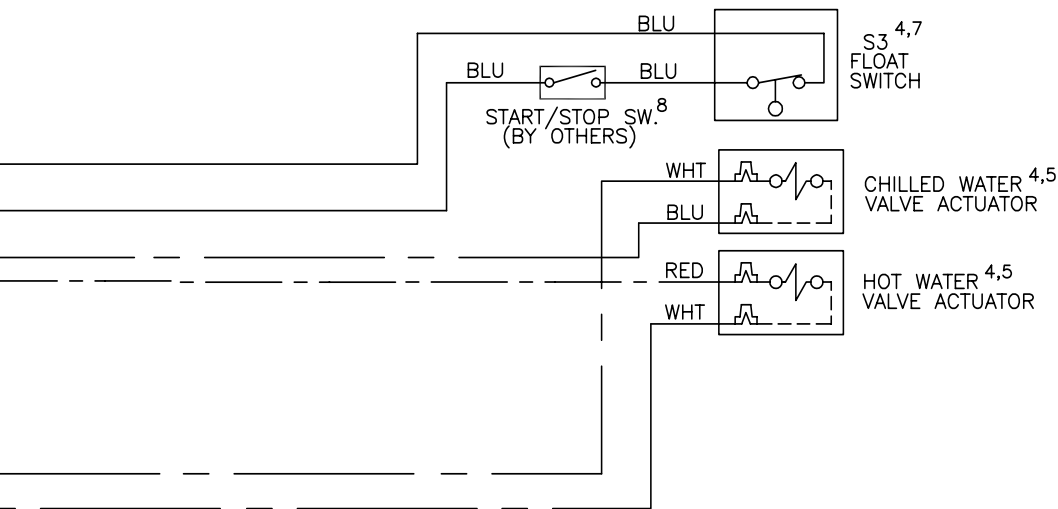 BLU
S3 4,7
FLOAT
SWITCH
BLU
BLU
START/STOP SW.8
(BY OTHERS)
WHT
CHILLED WATER 4,5
VALVE ACTUATOR
BLU
RED
HOT WATER 4,5
VALVE ACTUATOR
WHT